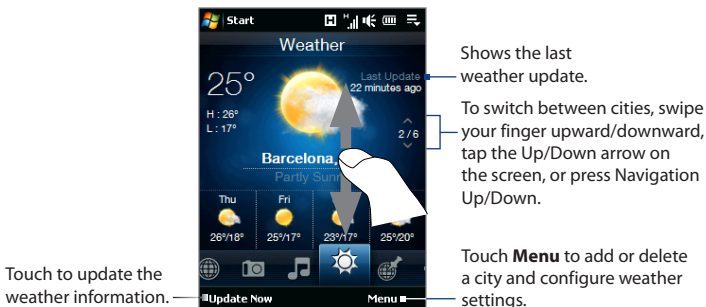 Start
H
H
Weather
25°
Last Update
22 minutes ago
H : 26°
L : 17°
2 / 6
Barcelona,
Partly Sunn
Thu
Fri
26°/18°
25°/17°
23°/17°
25°/20°
Update Now
Menu
Shows the last
weather update.
To switch between cities, swipe
your finger upward/downward,
tap the Up/Down arrow on
the screen, or press Navigation
Up/Down.
Touch Menu to add or delete
a city and configure weather
settings.
Touch to update the
weather information.